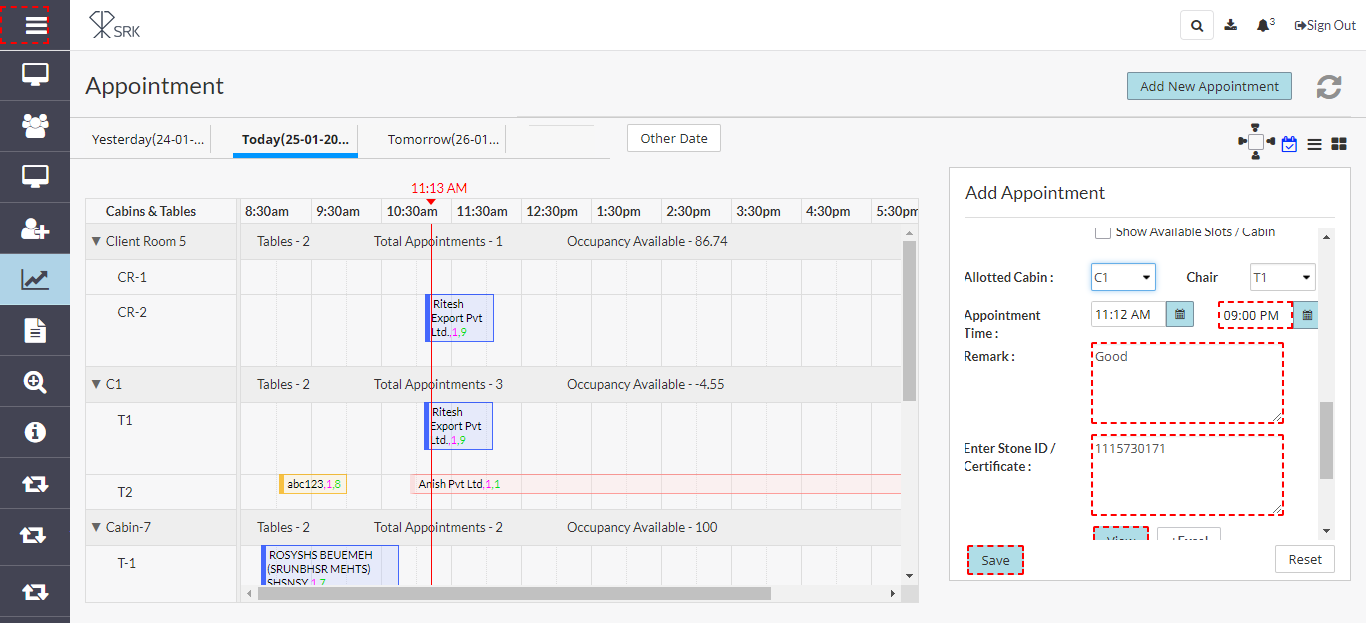 SRK
3
Sign Out
Appointment
Add New Appointment
Yesterday(24-01-...
Today(25-01-20...
Tomorrow(26-01...
Other Date
11:13 AM
Cabins & Tables
8:30am
9:30am
10:30am
11:30am
12:30pm
1:30pm
2:30pm
3:30pm
4:30pm
5:30pm
Client Room 5
Tables - 2
Total Appointments - 1
Occupancy Available - 86.74
CR-1
CR-2
Ritesh
Export Pvt
Ltd.,1,9
C1
Tables - 2
Total Appointments - 3
Occupancy Available - -4.55
T1
Ritesh
Export Pvt
Ltd.,1,9
T2
abc123,1,8
Anish Pvt Ltd,1,1
Cabin-7
Tables - 2
Total Appointments - 2
Occupancy Available - 100
T-1
ROSYSHS BEUEMEH
(SRUNBHSR MEHTS)
SHSNSY,1,7
Add Appointment
Show Available Slots / Cabin
Allotted Cabin :
C1
Chair
T1
Appointment
Time :
11:12 AM
09:00 PM
Remark :
Good
Enter Stone ID /
Certificate :
1115730171
View
+Excel
Save
Reset